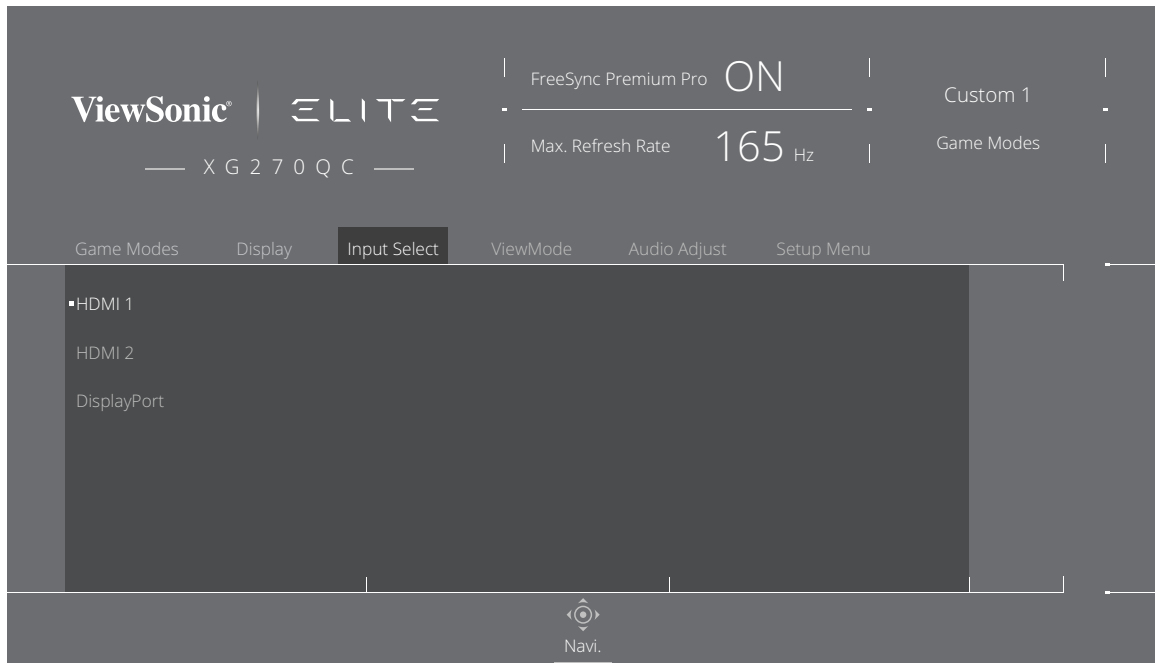 ViewSonic® ELITE
XG270QC
FreeSync Premium Pro ON
Max. Refresh Rate 165 Hz
Custom 1
Game Modes
Game Modes Display Input Select ViewMode Audio Adjust Setup Menu
HDMI 1
HDMI 2
DisplayPort
Navi.